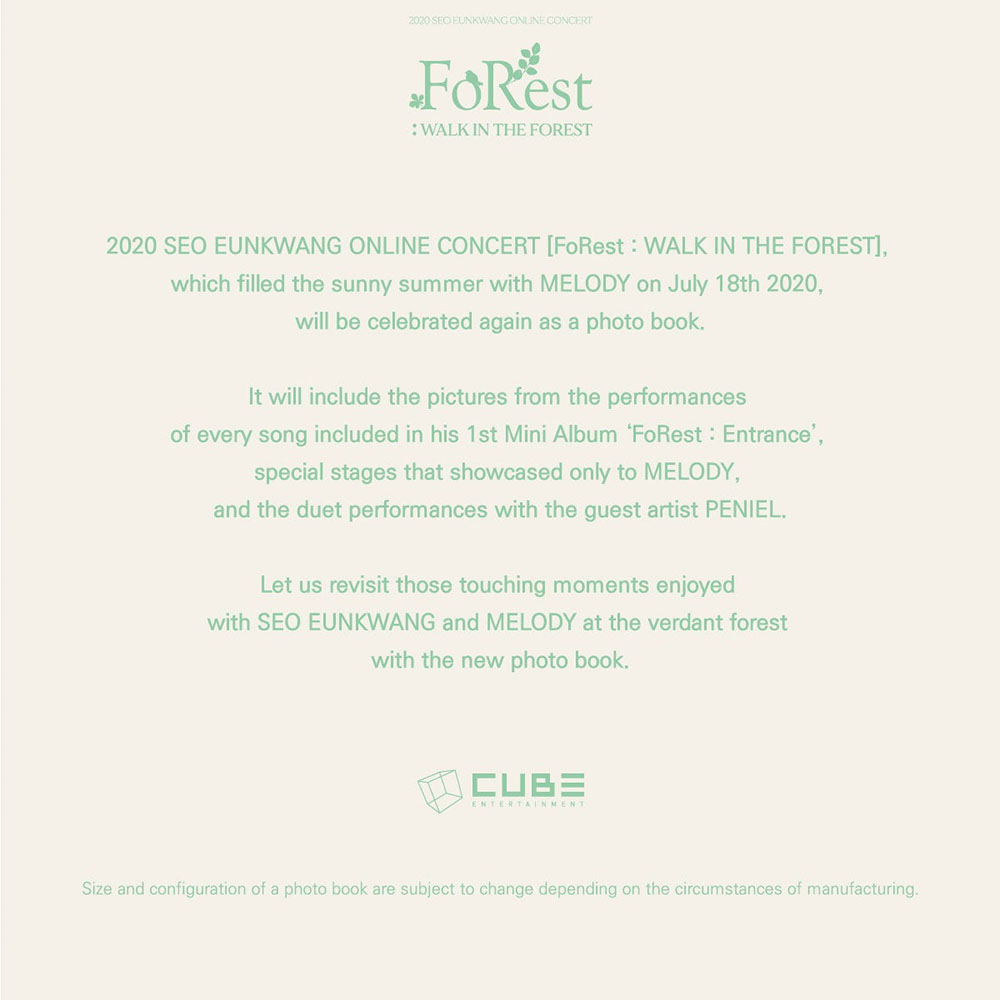 2020 SEO EUNKWANG ONLINE CONCERT
FoRest
: WALK IN THE FOREST
2020 SEO EUNKWANG ONLINE CONCERT [FoRest : WALK IN THE FOREST],
which filled the sunny summer with MELODY on July 18th 2020,
will be celebrated again as a photo book.
It will include the pictures from the performances
of every song included in his 1st Mini Album ‘FoRest : Entrance’,
special stages that showcased only to MELODY,
and the duet performances with the guest artist PENIEL.
Let us revisit those touching moments enjoyed
with SEO EUNKWANG and MELODY at the verdant forest
with the new photo book.
CUBE
ENTERTAINMENT
Size and configuration of a photo book are subject to change depending on the circumstances of manufacturing.